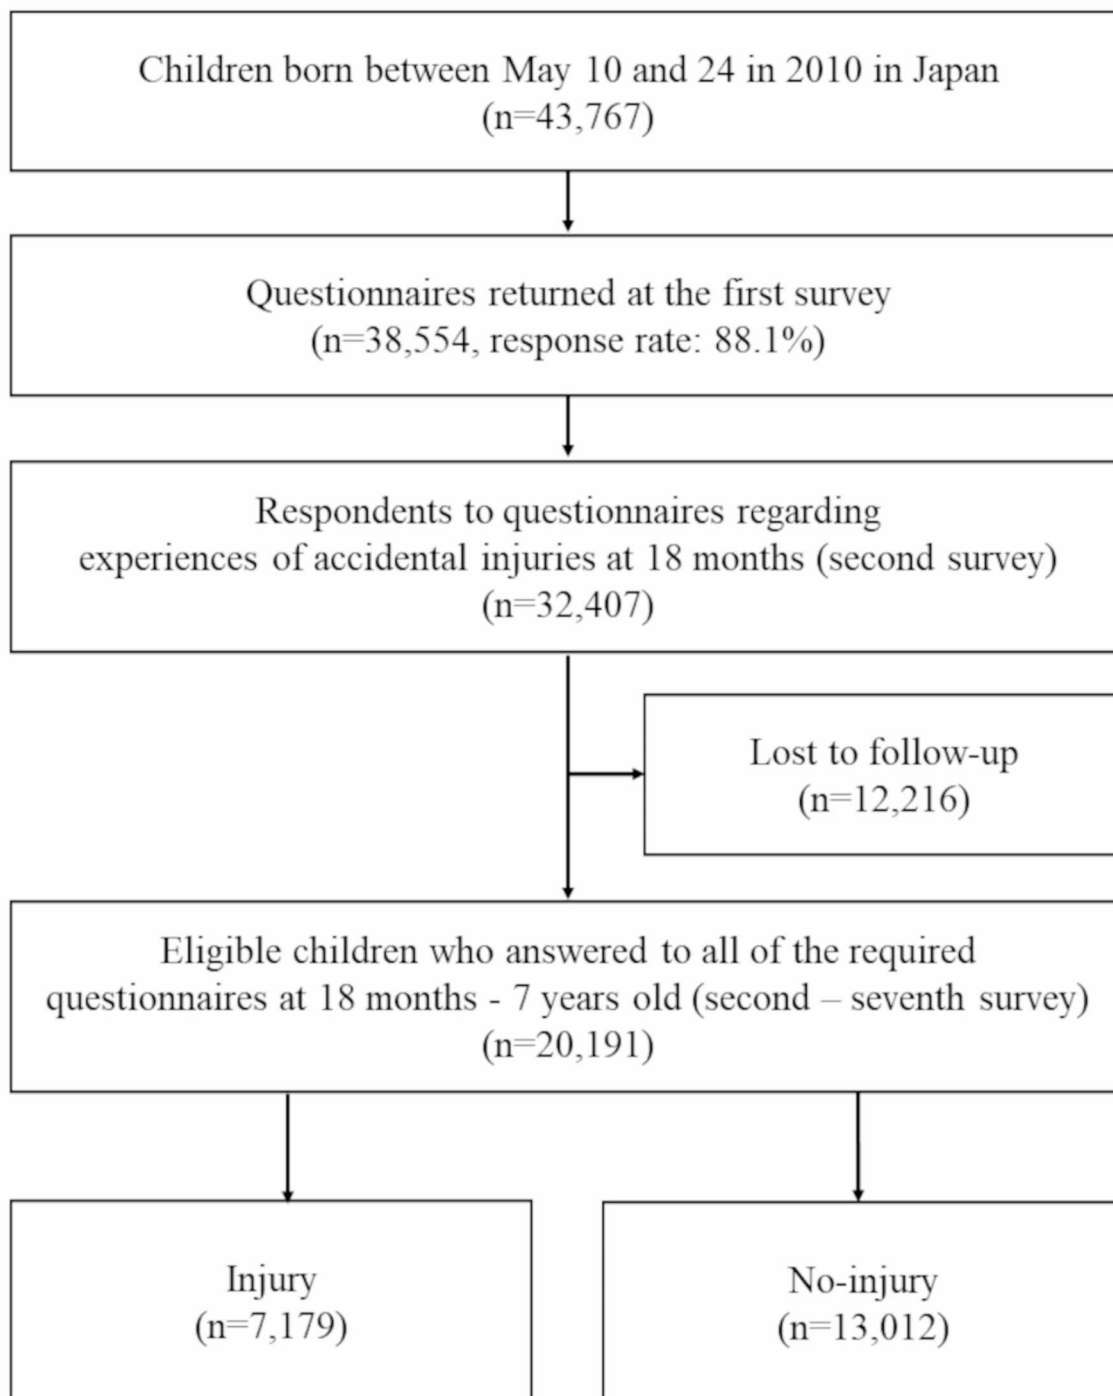 Children born between May 10 and 24 in 2010 in Japan
(n=43,767)
Questionnaires returned at the first survey
(n=38,554, response rate: 88.1%)
Respondents to questionnaires regarding
experiences of accidental injuries at 18 months (second survey)
(n=32,407)
Lost to follow-up
(n=12,216)
Eligible children who answered to all of the required
questionnaires at 18 months - 7 years old (second – seventh survey)
(n=20,191)
Injury
(n=7,179)
No-injury
(n=13,012)